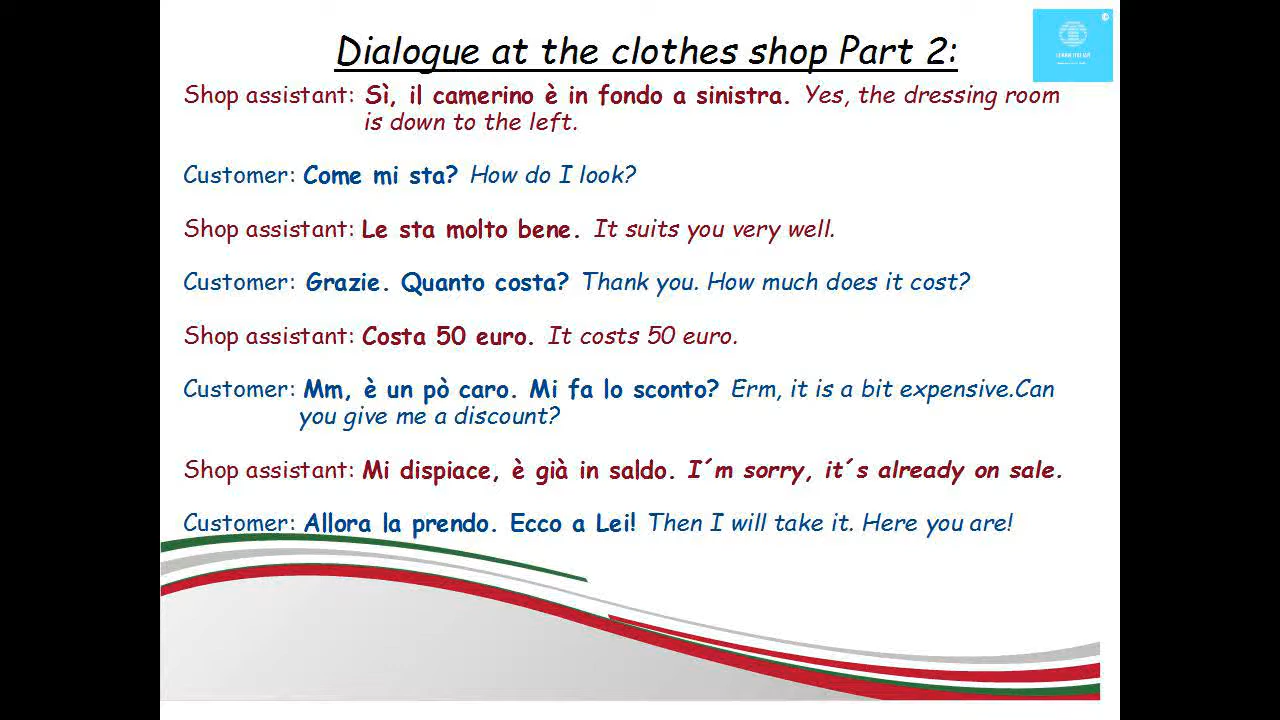 Dialogue at the clothes shop Part 2:
©
Shop assistant: Sì, il camerino è in fondo a sinistra. Yes, the dressing room
is down to the left.
Customer: Come mi sta? How do I look?
Shop assistant: Le sta molto bene. It suits you very well.
Customer: Grazie. Quanto costa? Thank you. How much does it cost?
Shop assistant: Costa 50 euro. It costs 50 euro.
Customer: Mm, è un pò caro. Mi fa lo sconto? Erm, it is a bit expensive.Can
you give me a discount?
Shop assistant: Mi dispiace, è già in saldo. I´m sorry, it´s already on sale.
Customer: Allora la prendo. Ecco a Lei! Then I will take it. Here you are!